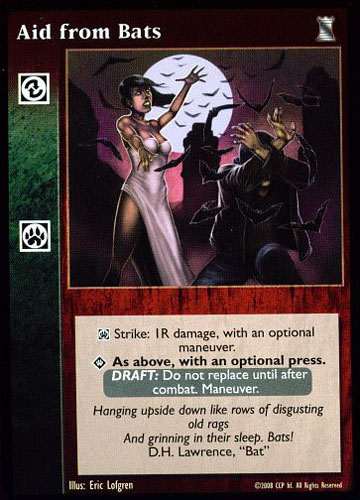 Aid from Bats
Strike: 1R damage, with an optional
maneuver.
As above, with an optional press.
DRAFT: Do not replace until after
combat. Maneuver.
Hanging upside down like rows of disgusting
old rags
And grinning in their sleep. Bats!
D.H. Lawrence, "Bat"
Illus: Eric Lofgren
©2008 CCP hf. All Rights Reserved